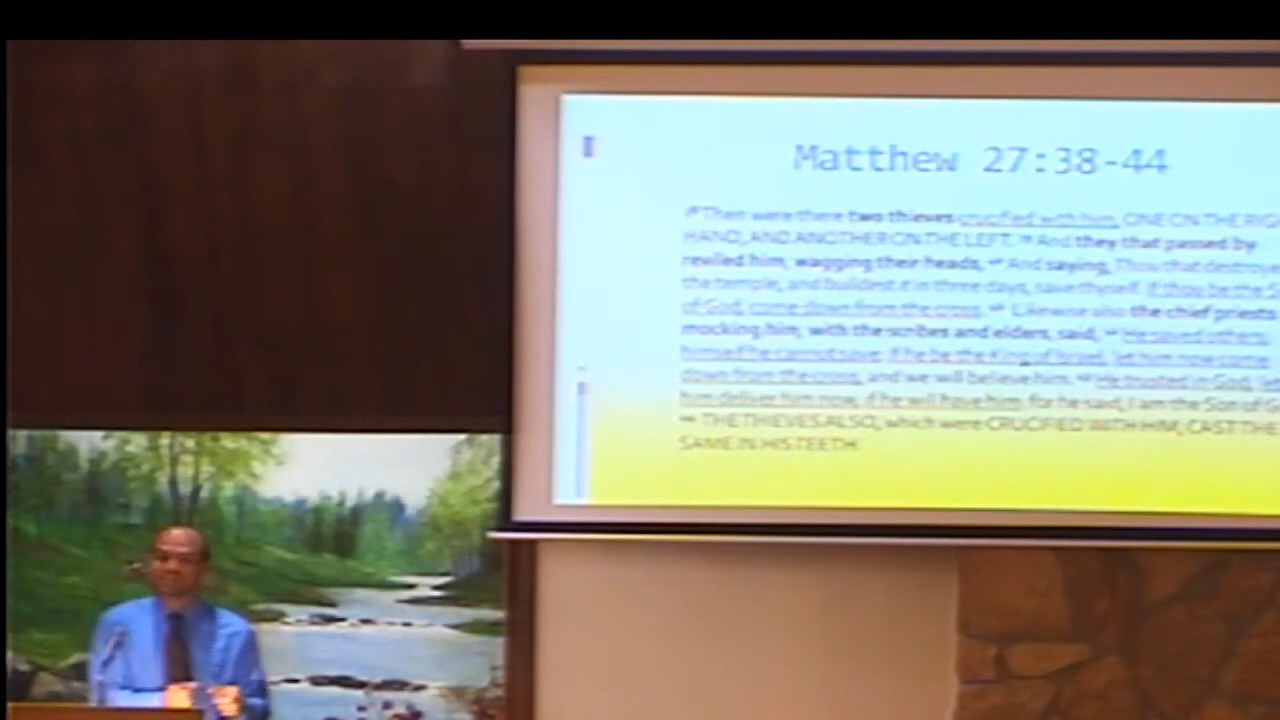 Matthew 27:38-44
38 Then were there two thieves crucified with him, ONE ON THE RIG
HAND, AND ANOTHER ON THE LEFT. 39 And they that passed by
reviled him, wagging their heads, 40 And saying, Thou that destroye
the temple, and buildest it in three days, save thyself. If thou be the S
of God, come down from the cross. 41 Likewise also the chief priests
mocking him, with the scribes and elders, said, 42 He saved others;
himself he cannot save. If he be the King of Israel, let him now come
down from the cross, and we will believe him. 43 He trusted in God; let
him deliver him now, if he will have him: for he said, I am the Son of G
44 THE THIEVES ALSO, which were CRUCIFIED WITH HIM, CAST THE
SAME IN HIS TEETH.